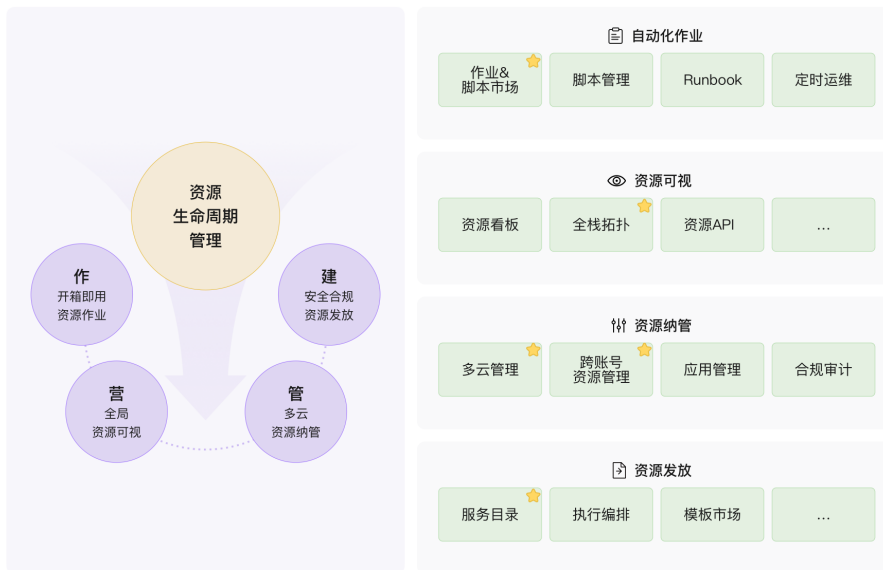 资源
生命周期
管理
作
开箱即用
资源作业
建
安全合规
资源发放
营
全局
资源可视
管
多云
资源纳管
自动化作业
作业&
脚本市场
脚本管理
Runbook
定时运维
资源可视
资源看板
全栈拓扑
资源API
...
资源纳管
多云管理
跨账号
资源管理
应用管理
合规审计
资源发放
服务目录
执行编排
模板市场
...